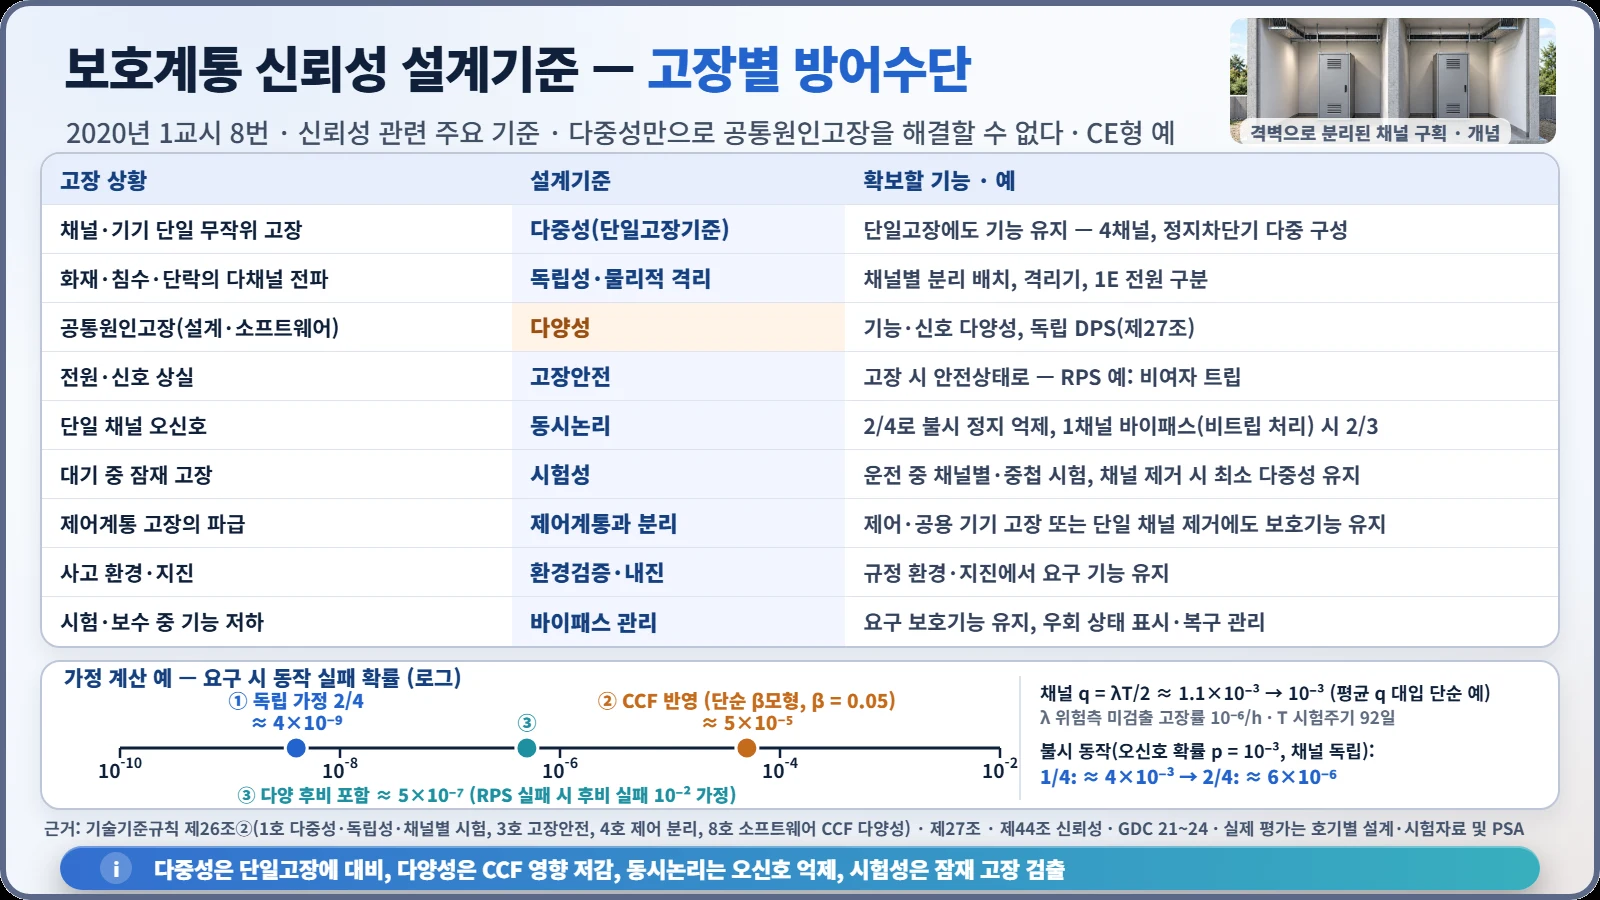 보호계통 신뢰성 설계기준 — 고장별 방어수단
2020년 1교시 8번 · 신뢰성 관련 주요 기준 · 다중성만으로 공통원인고장을 해결할 수 없다 · CE형 예
격벽으로 분리된 채널 구획 · 개념
고장 상황 설계기준 확보할 기능 · 예
채널·기기 단일 무작위 고장 다중성(단일고장기준) 단일고장에도 기능 유지 — 4채널, 정지차단기 다중 구성
화재·침수·단락의 다채널 전파 독립성·물리적 격리 채널별 분리 배치, 격리기, 1E 전원 구분
공통원인고장(설계·소프트웨어) 다양성 기능·신호 다양성, 독립 DPS(제27조)
전원·신호 상실 고장안전 고장 시 안전상태로 — RPS 예: 비여자 트립
단일 채널 오신호 동시논리 2/4로 불시 정지 억제, 1채널 바이패스(비트립 처리) 시 2/3
대기 중 잠재 고장 시험성 운전 중 채널별·중첩 시험, 채널 제거 시 최소 다중성 유지
제어계통 고장의 파급 제어계통과 분리 제어·공용 기기 고장 또는 단일 채널 제거에도 보호기능 유지
사고 환경·지진 환경검증·내진 규정 환경·지진에서 요구 기능 유지
시험·보수 중 기능 저하 바이패스 관리 요구 보호기능 유지, 우회 상태 표시·복구 관리
가정 계산 예 — 요구 시 동작 실패 확률 (로그)
① 독립 가정 2/4
≈ 4×10⁻⁹
② CCF 반영 (단순 β모형, β = 0.05)
≈ 5×10⁻⁵
③
10⁻¹⁰ 10⁻⁸ 10⁻⁶ 10⁻⁴ 10⁻²
③ 다양 후비 포함 ≈ 5×10⁻⁷ (RPS 실패 시 후비 실패 10⁻² 가정)
채널 q = λT/2 ≈ 1.1×10⁻³ → 10⁻³ (평균 q 대입 단순 예)
λ 위험측 미검출 고장률 10⁻⁶/h · T 시험주기 92일
불시 동작(오신호 확률 p = 10⁻³, 채널 독립):
1/4: ≈ 4×10⁻³ → 2/4: ≈ 6×10⁻⁶
근거: 기술기준규칙 제26조②(1호 다중성·독립성·채널별 시험, 3호 고장안전, 4호 제어 분리, 8호 소프트웨어 CCF 다양성) · 제27조 · 제44조 신뢰성 · GDC 21~24 · 실제 평가는 호기별 설계·시험자료 및 PSA
i 다중성은 단일고장에 대비, 다양성은 CCF 영향 저감, 동시논리는 오신호 억제, 시험성은 잠재 고장 검출